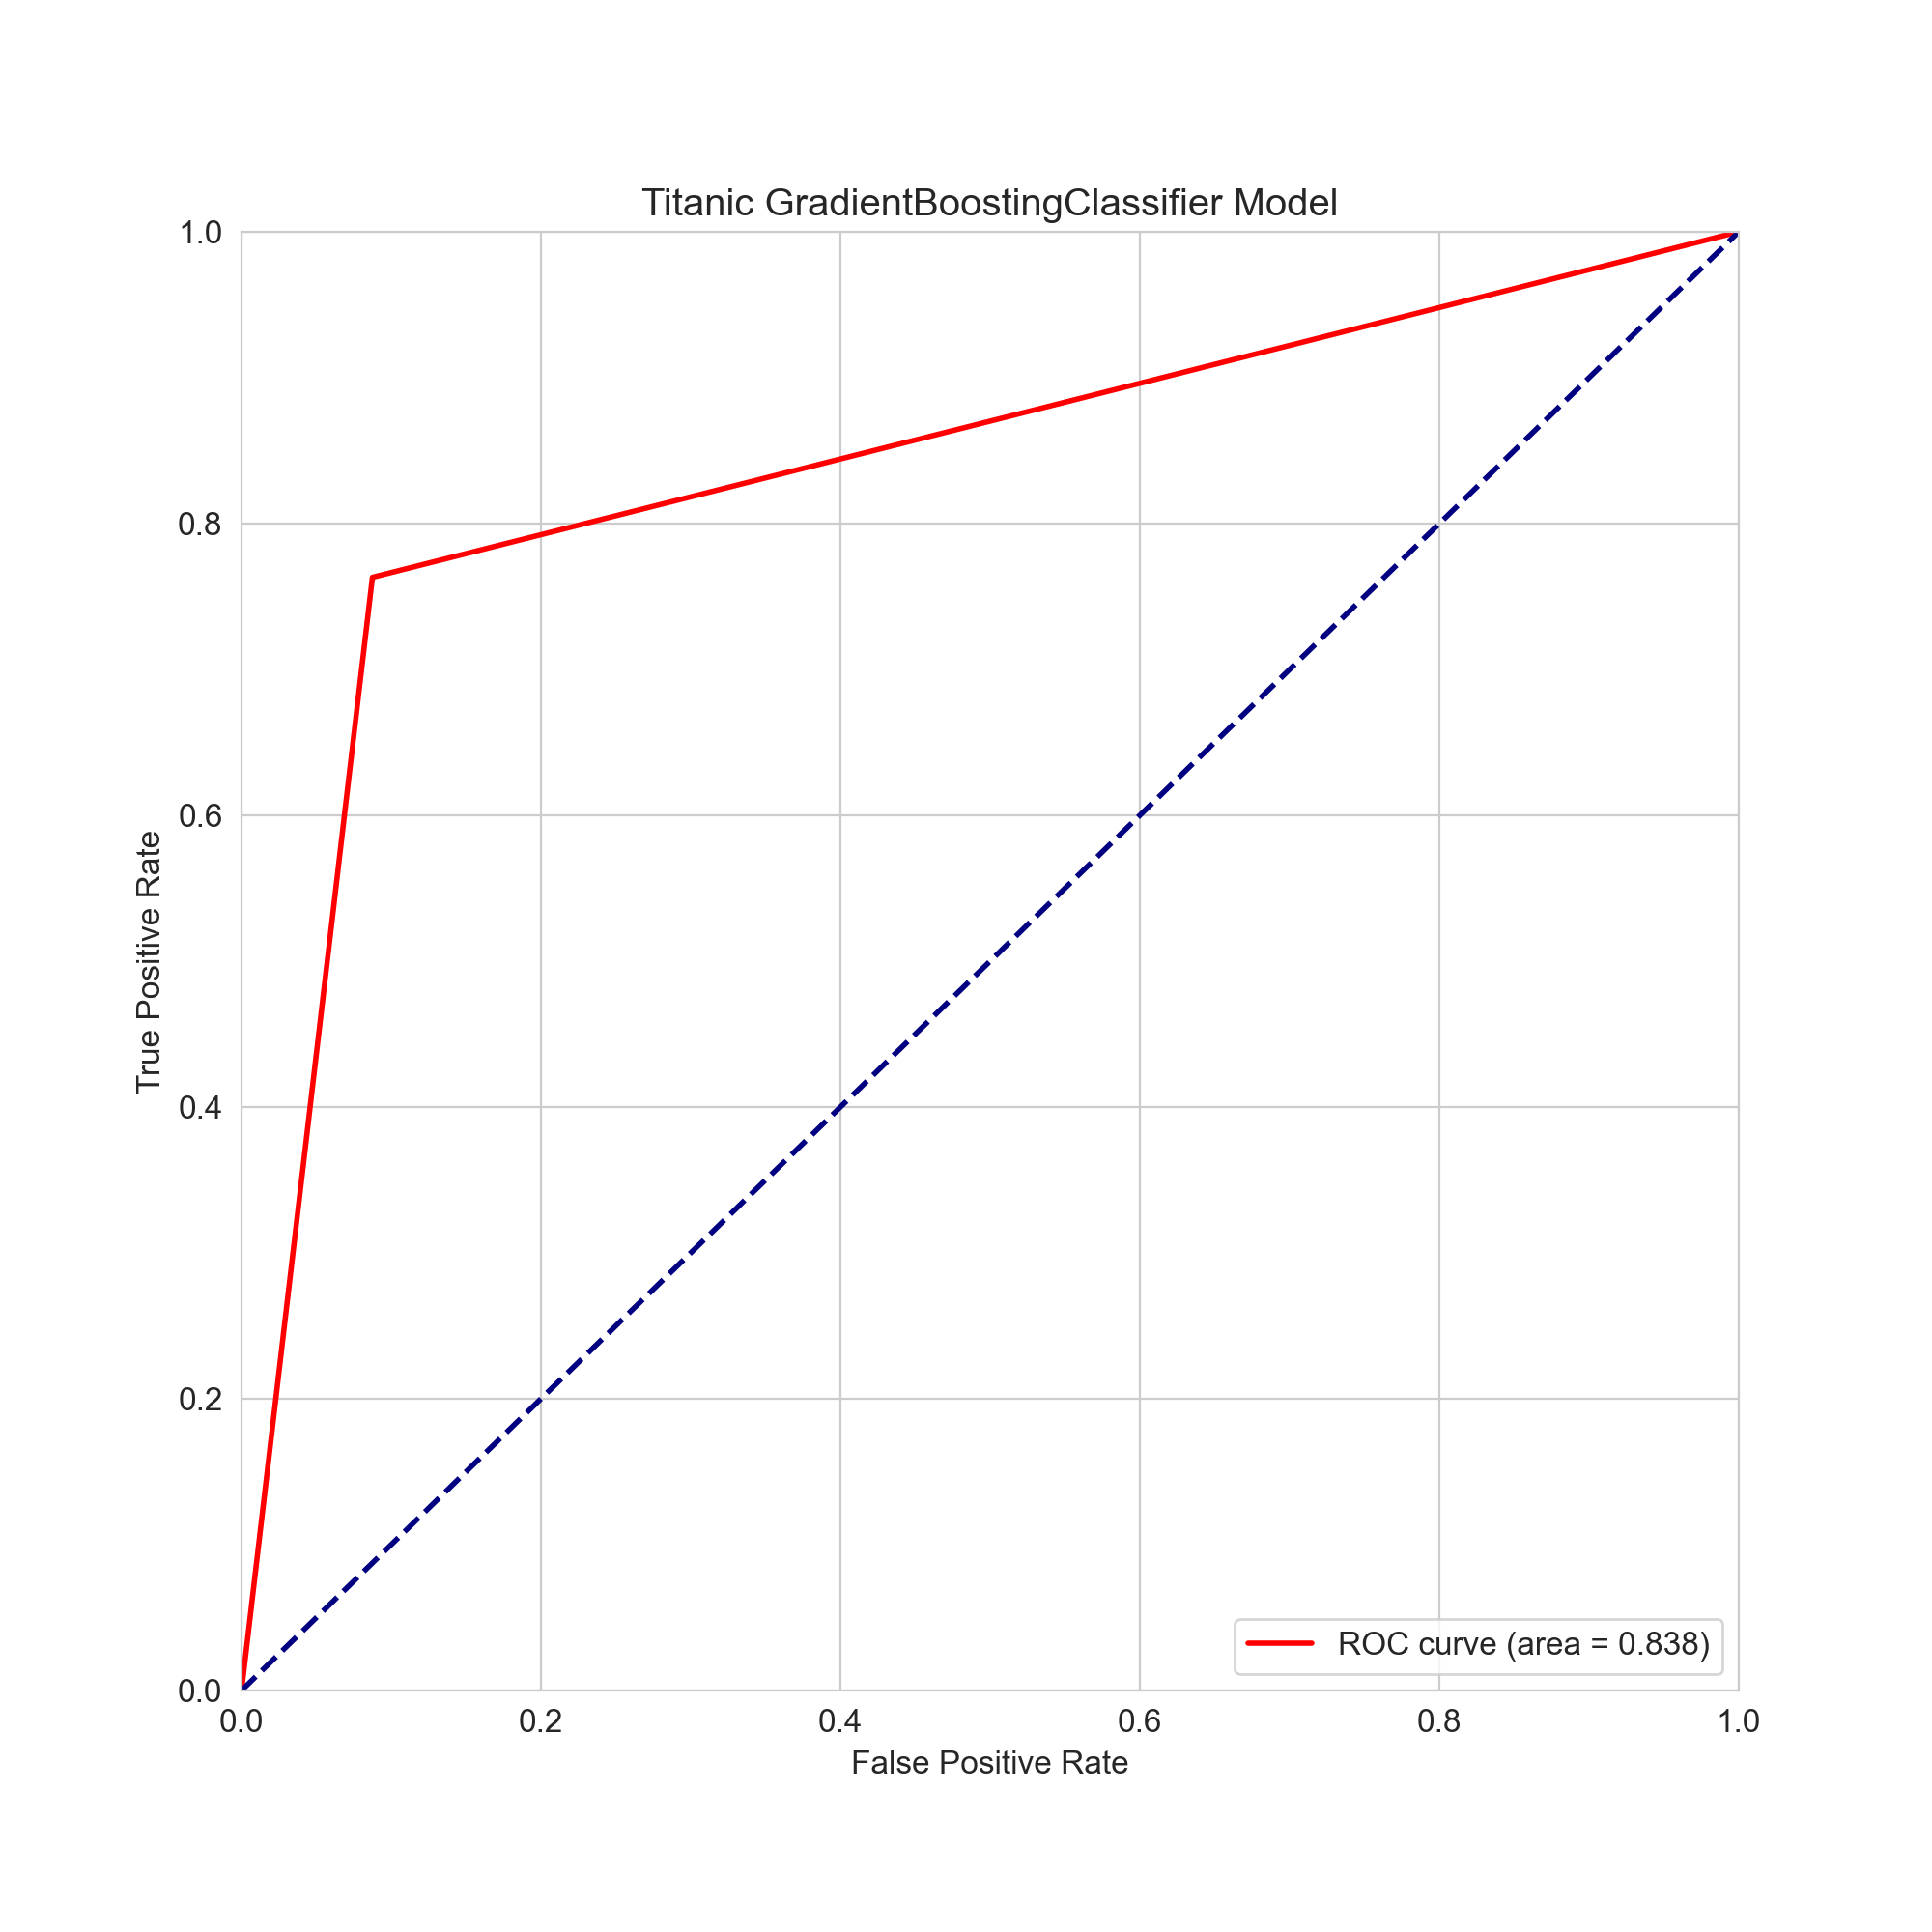 Titanic GradientBoostingClassifier Model
1.0
0.8
0.6
0.4
0.2
0.0
True Positive Rate
ROC curve (area = 0.838)
0.0 0.2 0.4 0.6 0.8 1.0
False Positive Rate